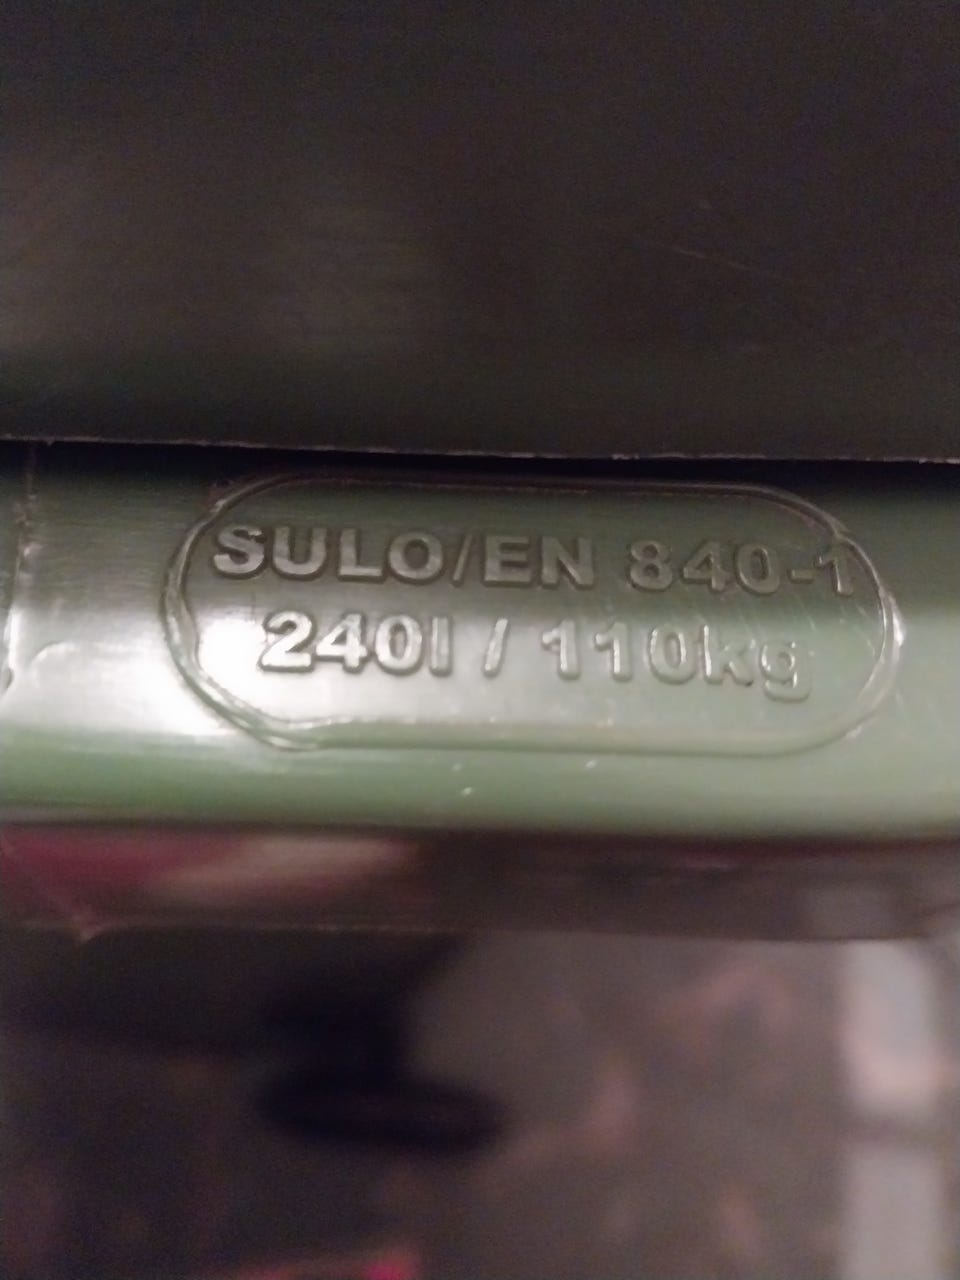 SULO/EN 840-1
240l / 110kg